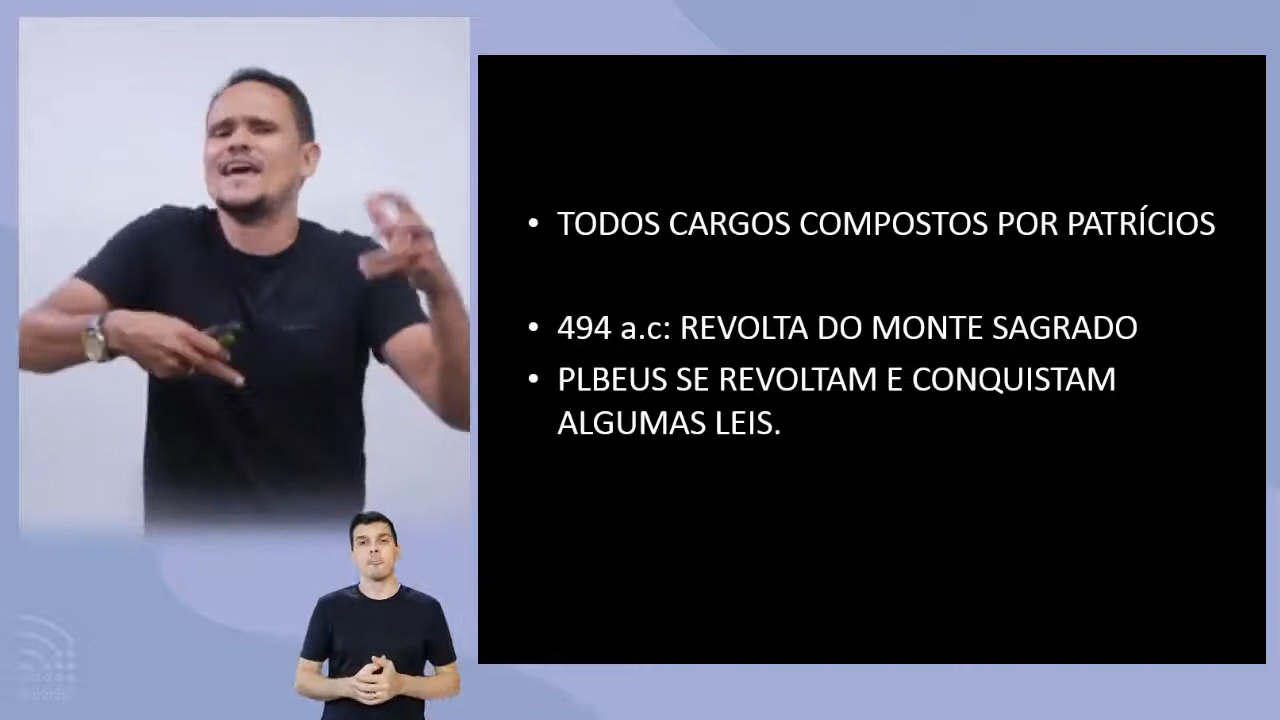 • TODOS CARGOS COMPOSTOS POR PATRÍCIOS
• 494 a.c: REVOLTA DO MONTE SAGRADO
• PLBEUS SE REVOLTAM E CONQUISTAM
ALGUMAS LEIS.